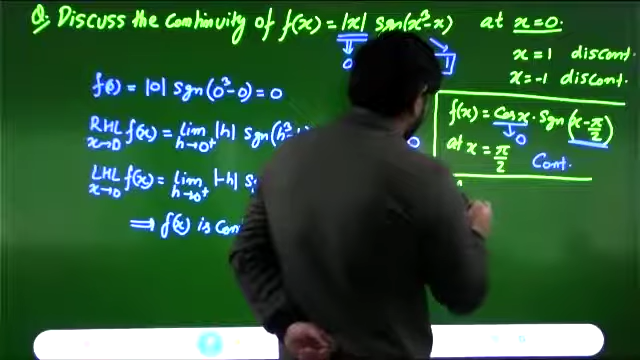 Q. Discuss the continuity of f(x) = |x| sgn(x³-x) at x=0.
0
1
x = 1 discont.
x = -1 discont.
f(0) = |0| sgn(0³-0) = 0
RHL f(x) = lim |h| sgn(h³-
x→0 h→0⁺
0
LHL f(x) = lim |-h|
x→0 h→0⁺
⇒ f(x) is
f(x) = cos x · sgn (x - π/2)
0
at x = π/2 Cont.